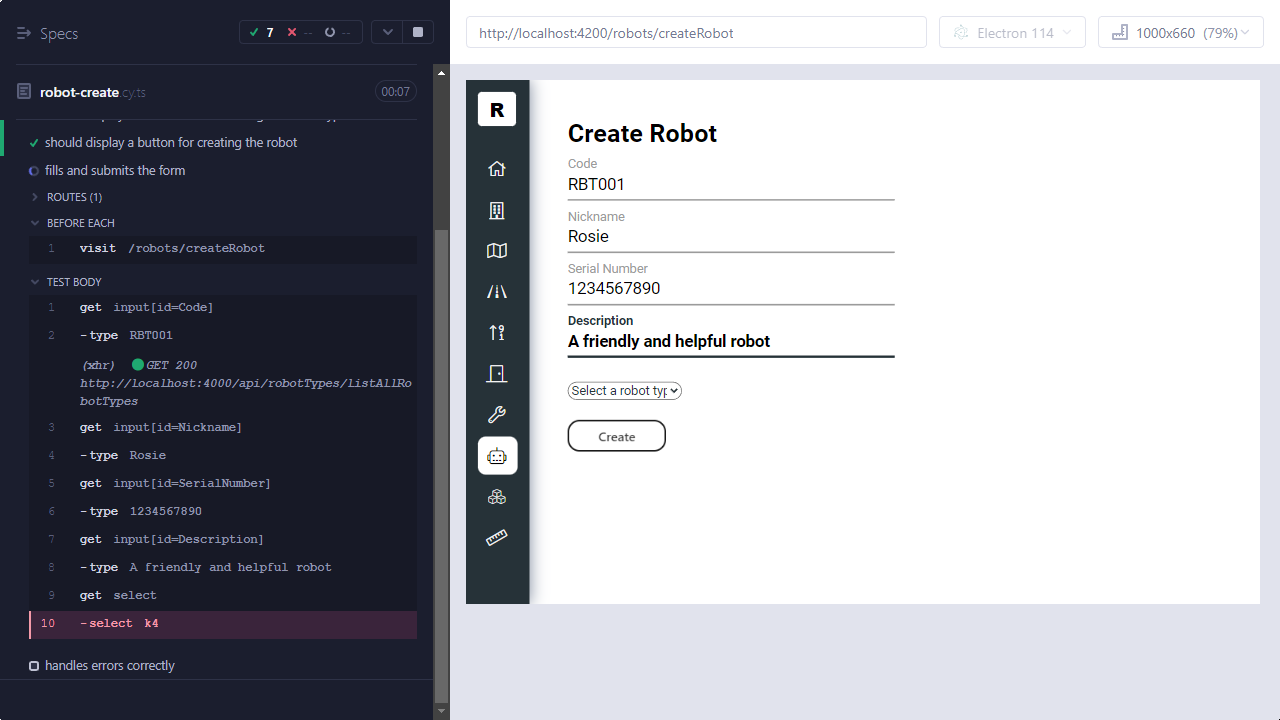 Specs
7
--
--
http://localhost:4200/robots/createRobot
Electron 114
1000x660 (79%)
robot-create.cy.ts
00:07
should display a button for creating the robot
fills and submits the form
ROUTES (1)
BEFORE EACH
1 visit /robots/createRobot
TEST BODY
1 get input[id=Code]
2 -type RBT001
(xhr) GET 200
http://localhost:4000/api/robotTypes/listAllRo
botTypes
3 get input[id=Nickname]
4 -type Rosie
5 get input[id=SerialNumber]
6 -type 1234567890
7 get input[id=Description]
8 -type A friendly and helpful robot
9 get select
10 -select k4
handles errors correctly
R
Create Robot
Code
RBT001
Nickname
Rosie
Serial Number
1234567890
Description
A friendly and helpful robot
Select a robot typ
Create